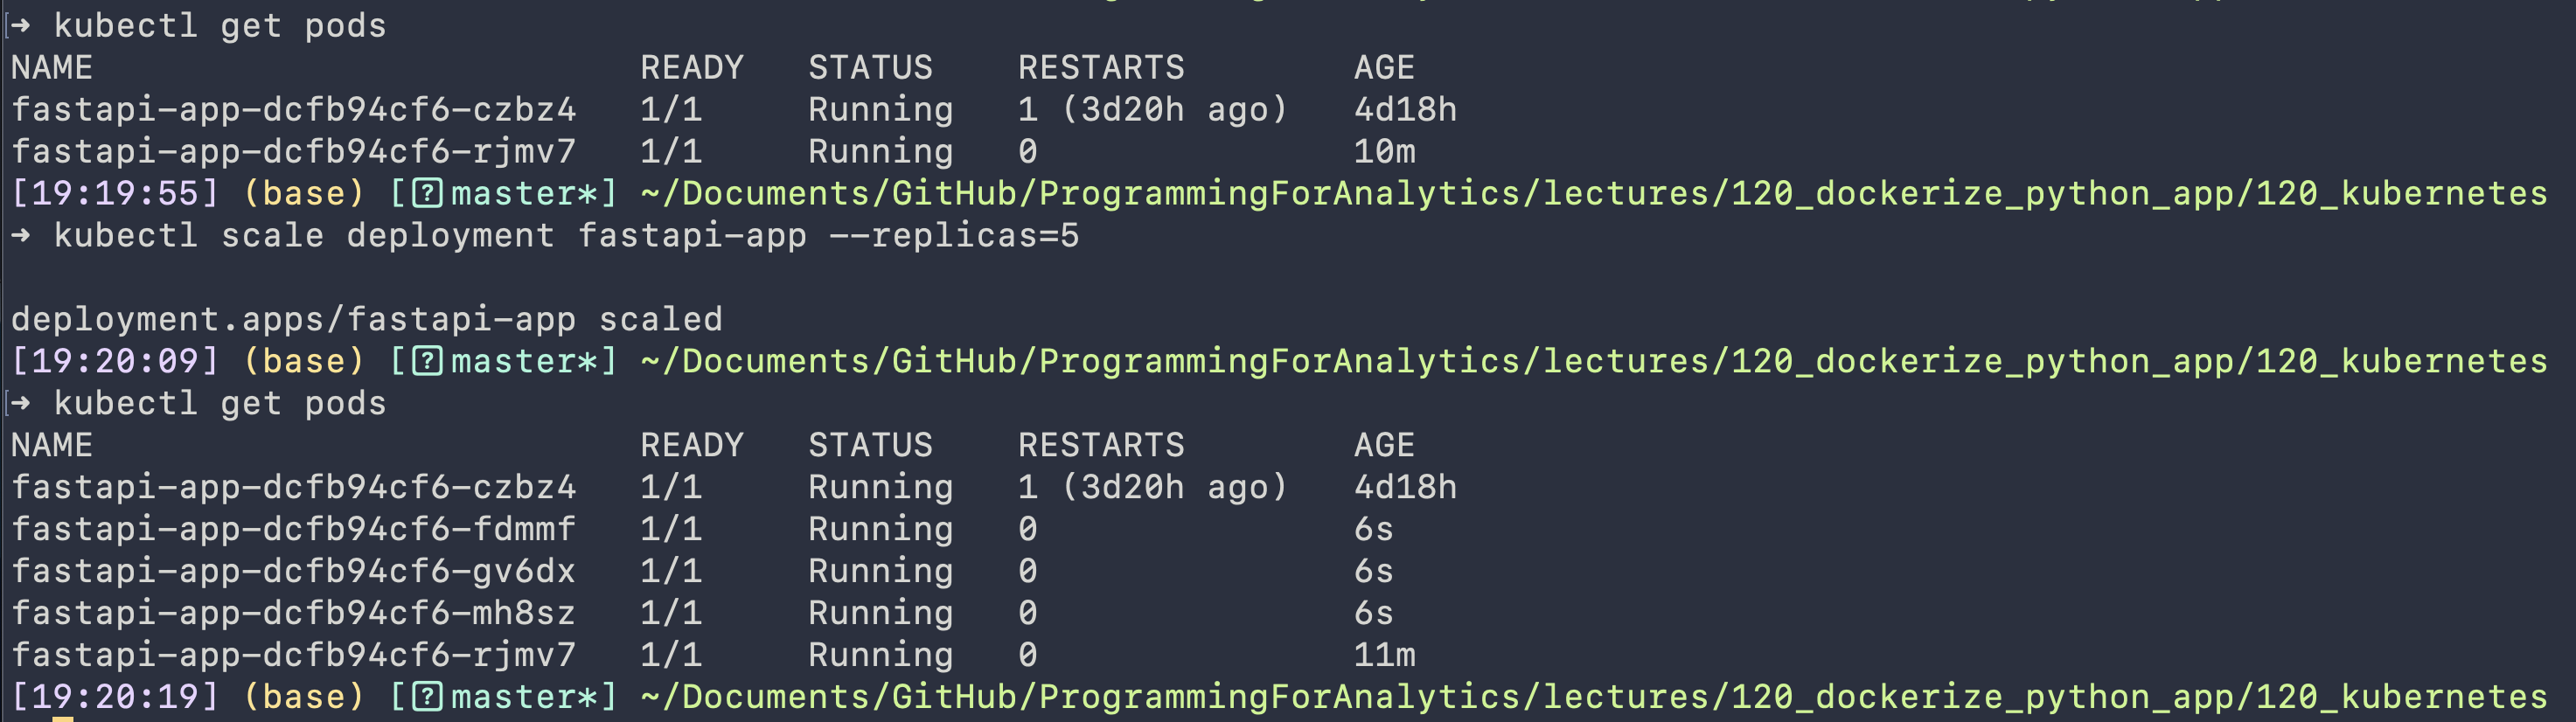 ➜ kubectl get pods
NAME READY STATUS RESTARTS AGE
fastapi-app-dcfb94cf6-czbz4 1/1 Running 1 (3d20h ago) 4d18h
fastapi-app-dcfb94cf6-rjmv7 1/1 Running 0 10m
[19:19:55] (base) [?master*] ~/Documents/GitHub/ProgrammingForAnalytics/lectures/120_dockerize_python_app/120_kubernetes
➜ kubectl scale deployment fastapi-app --replicas=5
deployment.apps/fastapi-app scaled
[19:20:09] (base) [?master*] ~/Documents/GitHub/ProgrammingForAnalytics/lectures/120_dockerize_python_app/120_kubernetes
➜ kubectl get pods
NAME READY STATUS RESTARTS AGE
fastapi-app-dcfb94cf6-czbz4 1/1 Running 1 (3d20h ago) 4d18h
fastapi-app-dcfb94cf6-fdmmf 1/1 Running 0 6s
fastapi-app-dcfb94cf6-gv6dx 1/1 Running 0 6s
fastapi-app-dcfb94cf6-mh8sz 1/1 Running 0 6s
fastapi-app-dcfb94cf6-rjmv7 1/1 Running 0 11m
[19:20:19] (base) [?master*] ~/Documents/GitHub/ProgrammingForAnalytics/lectures/120_dockerize_python_app/120_kubernetes